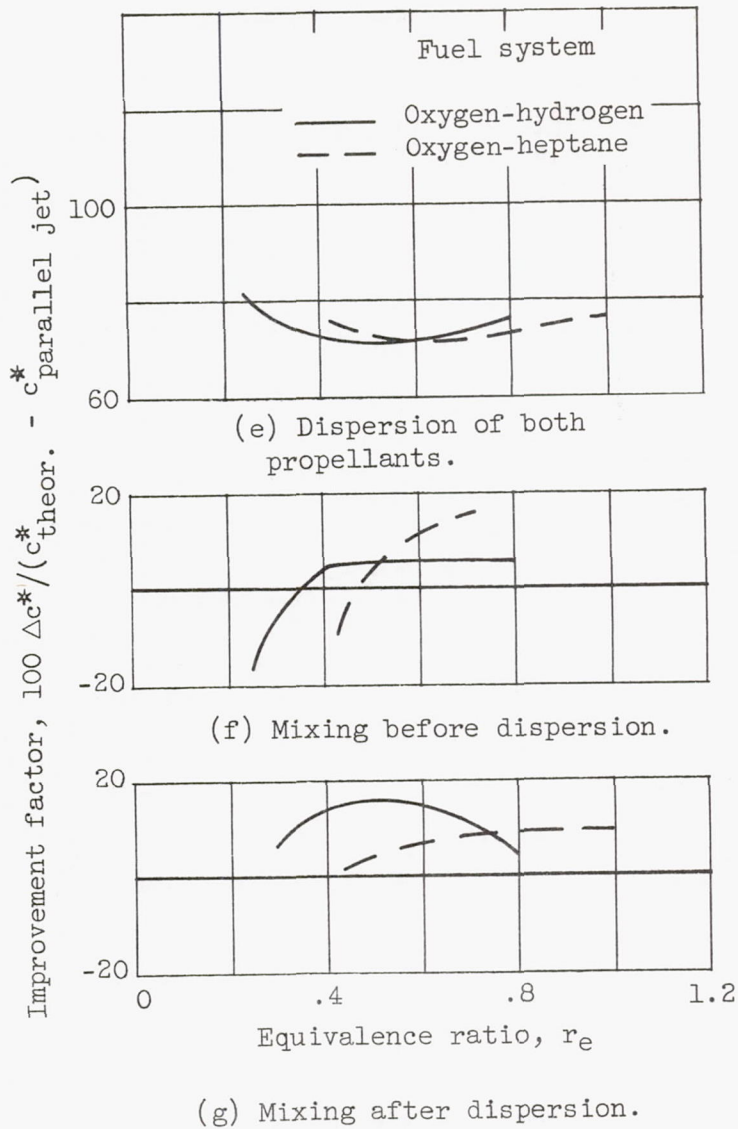 Fuel system
Oxygen-hydrogen
Oxygen-heptane
100
60
(e) Dispersion of both
propellants.
20
-20
(f) Mixing before dispersion.
20
-20
0 .4 .8 1.2
Equivalence ratio, re
(g) Mixing after dispersion.
Improvement factor, 100 Δc*/(c*theor. - c*parallel jet)